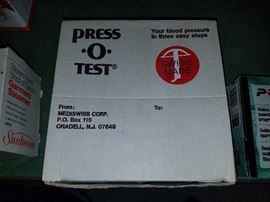 PRESS
·O·
TEST®
Your blood pressure
in three easy steps
SWISS
MADE
From:
MEDISWISS CORP.
P.O. Box 115
ORADELL, N.J. 07649
To:
Sunbeam